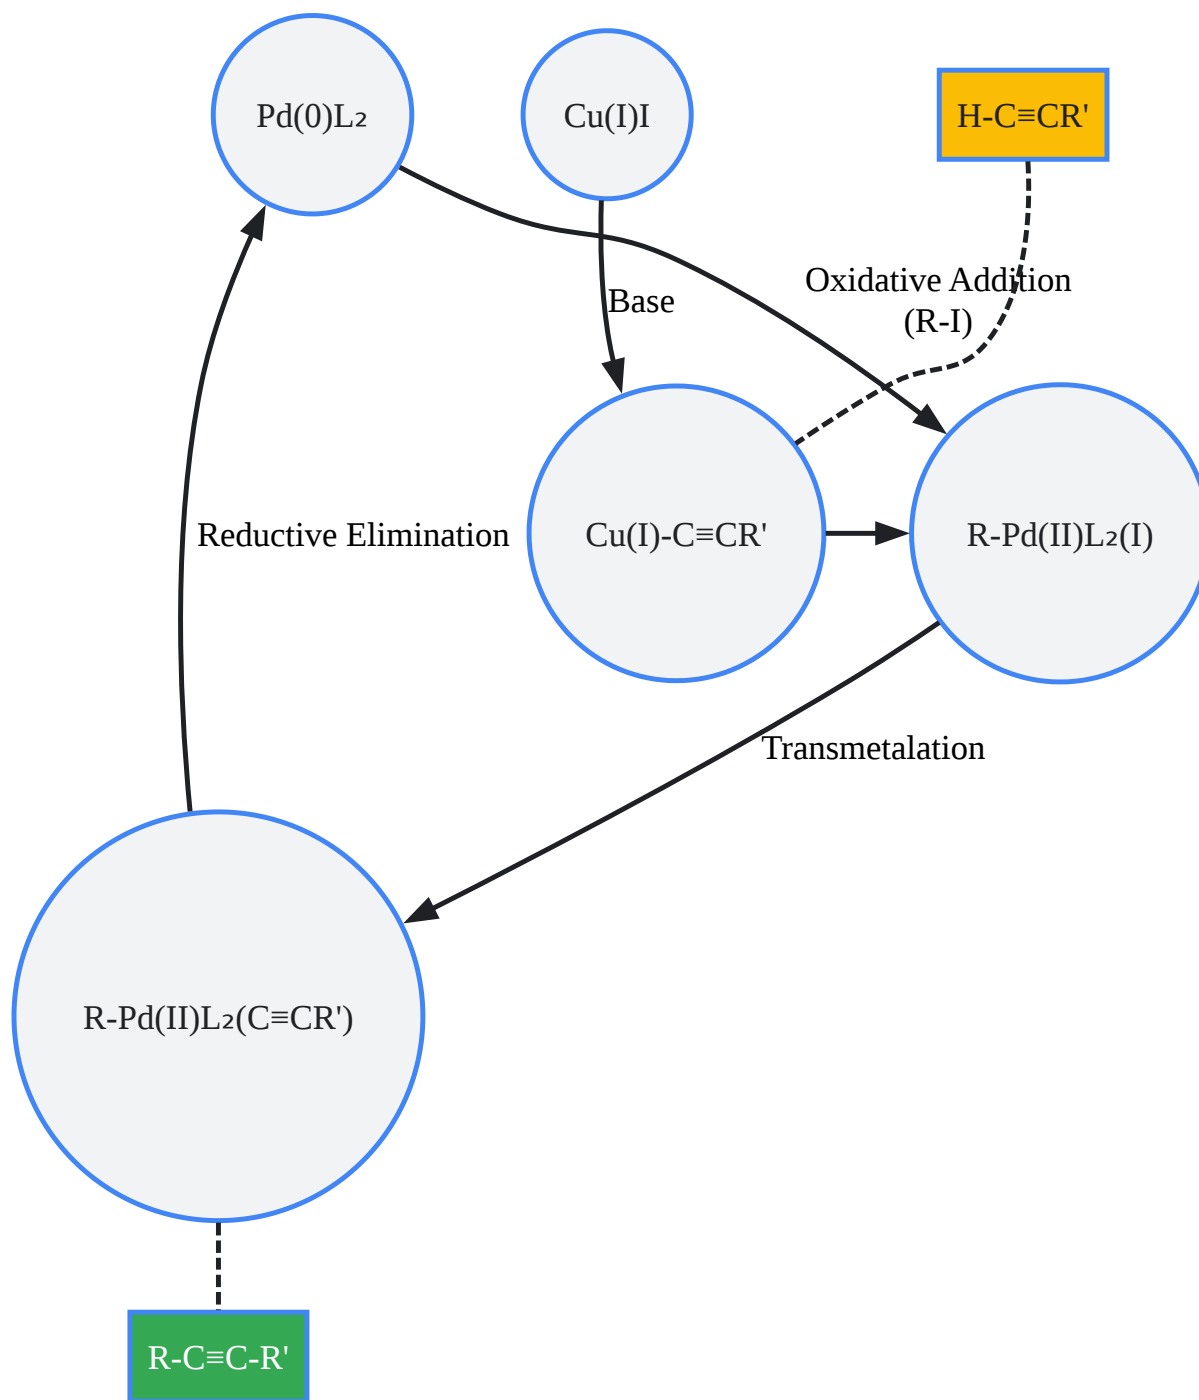 Pd(0)L₂
Cu(I)I
H-C≡CR'
Oxidative Addition
(R-I)
Base
Reductive Elimination
Cu(I)-C≡CR'
R-Pd(II)L₂(I)
Transmetalation
R-Pd(II)L₂(C≡CR')
R-C≡C-R'